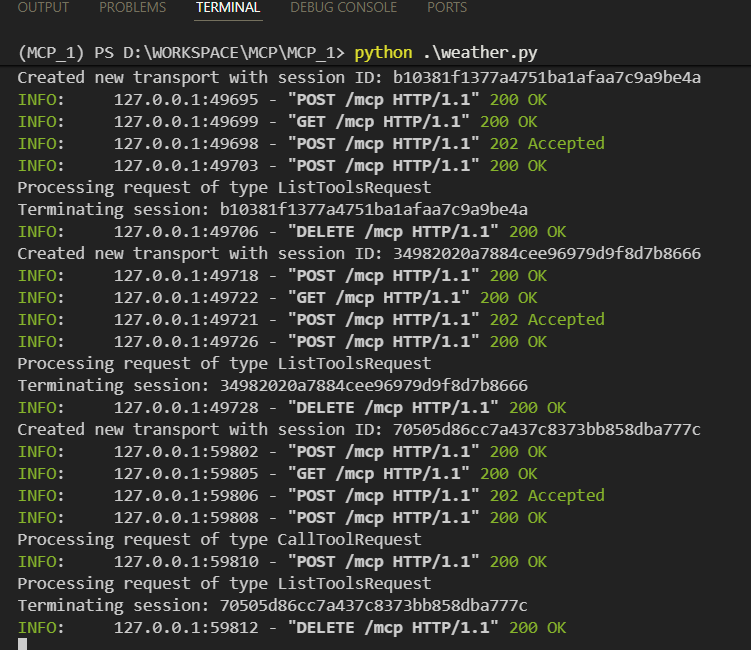 OUTPUT PROBLEMS TERMINAL DEBUG CONSOLE PORTS
(MCP_1) PS D:\WORKSPACE\MCP\MCP_1> python .\weather.py
Created new transport with session ID: b10381f1377a4751ba1afaa7c9a9be4a
INFO:     127.0.0.1:49695 - "POST /mcp HTTP/1.1" 200 OK
INFO:     127.0.0.1:49699 - "GET /mcp HTTP/1.1" 200 OK
INFO:     127.0.0.1:49698 - "POST /mcp HTTP/1.1" 202 Accepted
INFO:     127.0.0.1:49703 - "POST /mcp HTTP/1.1" 200 OK
Processing request of type ListToolsRequest
Terminating session: b10381f1377a4751ba1afaa7c9a9be4a
INFO:     127.0.0.1:49706 - "DELETE /mcp HTTP/1.1" 200 OK
Created new transport with session ID: 34982020a7884cee96979d9f8d7b8666
INFO:     127.0.0.1:49718 - "POST /mcp HTTP/1.1" 200 OK
INFO:     127.0.0.1:49722 - "GET /mcp HTTP/1.1" 200 OK
INFO:     127.0.0.1:49721 - "POST /mcp HTTP/1.1" 202 Accepted
INFO:     127.0.0.1:49726 - "POST /mcp HTTP/1.1" 200 OK
Processing request of type ListToolsRequest
Terminating session: 34982020a7884cee96979d9f8d7b8666
INFO:     127.0.0.1:49728 - "DELETE /mcp HTTP/1.1" 200 OK
Created new transport with session ID: 70505d86cc7a437c8373bb858dba777c
INFO:     127.0.0.1:59802 - "POST /mcp HTTP/1.1" 200 OK
INFO:     127.0.0.1:59805 - "GET /mcp HTTP/1.1" 200 OK
INFO:     127.0.0.1:59806 - "POST /mcp HTTP/1.1" 202 Accepted
INFO:     127.0.0.1:59808 - "POST /mcp HTTP/1.1" 200 OK
Processing request of type CallToolRequest
INFO:     127.0.0.1:59810 - "POST /mcp HTTP/1.1" 200 OK
Processing request of type ListToolsRequest
Terminating session: 70505d86cc7a437c8373bb858dba777c
INFO:     127.0.0.1:59812 - "DELETE /mcp HTTP/1.1" 200 OK